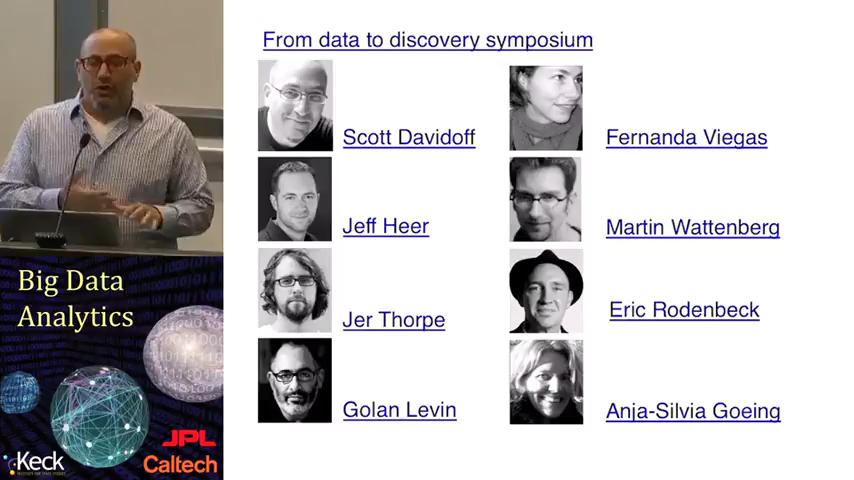 From data to discovery symposium
Scott Davidoff
Fernanda Viegas
Jeff Heer
Martin Wattenberg
Jer Thorpe
Eric Rodenbeck
Golan Levin
Anja-Silvia Goeing
Big Data
Analytics
JPL
Keck
Caltech